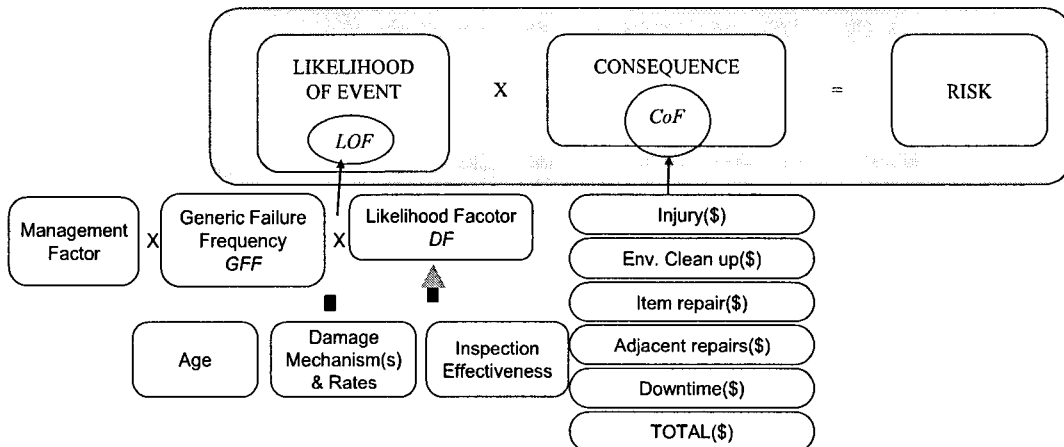 LIKELIHOOD
OF EVENT
LOF
X
CONSEQUENCE
CoF
=
RISK
Management
Factor
X
Generic Failure
Frequency
GFF
X
Likelihood Facotor
DF
Age
Damage
Mechanism(s)
& Rates
Inspection
Effectiveness
Injury($)
Env. Clean up($)
Item repair($)
Adjacent repairs($)
Downtime($)
TOTAL($)